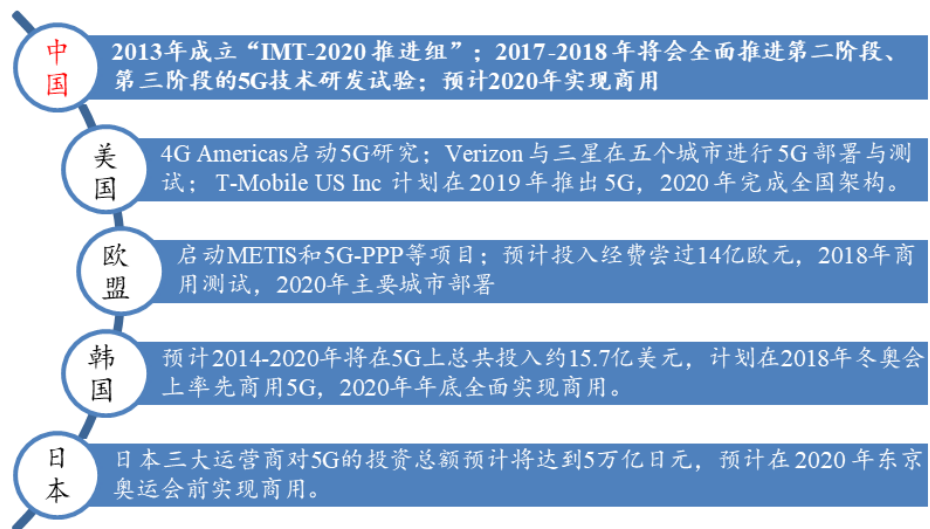 中
国
2013年成立“IMT-2020 推进组”；2017-2018 年将会全面推进第二阶段、
第三阶段的5G技术研发试验；预计2020年实现商用
美
国
4G Americas启动5G研究；Verizon 与三星在五个城市进行 5G 部署与测
试； T-Mobile US Inc 计划在 2019 年推出 5G，2020 年完成全国架构。
欧
盟
启动METIS和5G-PPP等项目；预计投入经费尝过14亿欧元，2018年商
用测试，2020年主要城市部署
韩
国
预计2014-2020年将在5G上总共投入约15.7亿美元，计划在2018年冬奥会
上率先商用5G，2020年年底全面实现商用。
日
本
日本三大运营商对5G的投资总额预计将达到5万亿日元，预计在 2020 年东京
奥运会前实现商用。